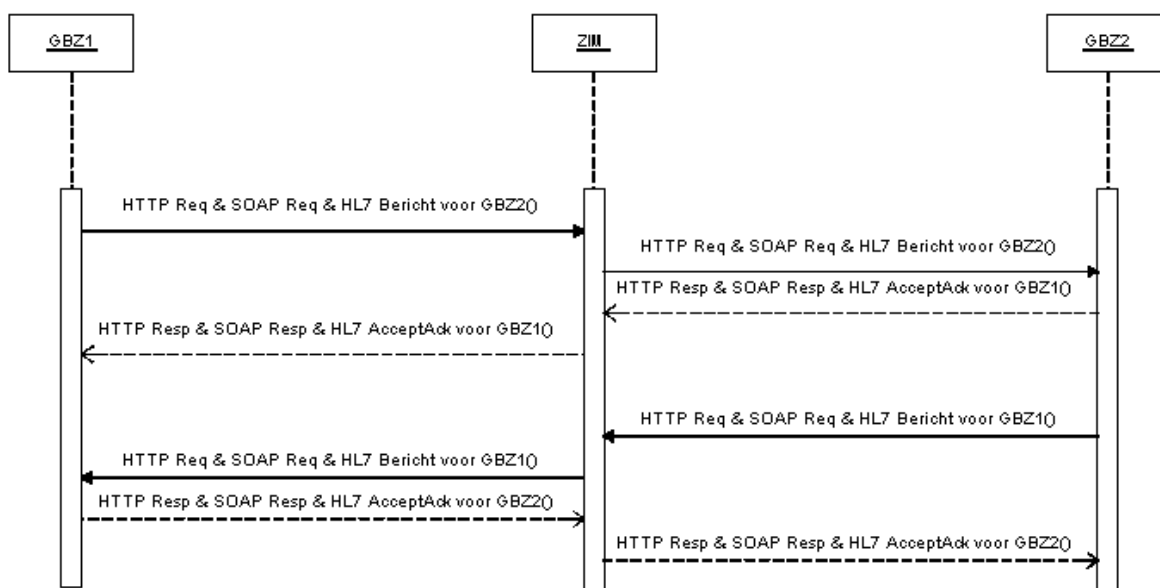 GBZ1
ZIM
GBZ2
HTTP Req & SOAP Req & HL7 Bericht voor GBZ2()
HTTP Req & SOAP Req & HL7 Bericht voor GBZ2()
HTTP Resp & SOAP Resp & HL7 AcceptAck voor GBZ1()
HTTP Resp & SOAP Resp & HL7 AcceptAck voor GBZ1()
HTTP Req & SOAP Req & HL7 Bericht voor GBZ1()
HTTP Req & SOAP Req & HL7 Bericht voor GBZ1()
HTTP Resp & SOAP Resp & HL7 AcceptAck voor GBZ2()
HTTP Resp & SOAP Resp & HL7 AcceptAck voor GBZ2()